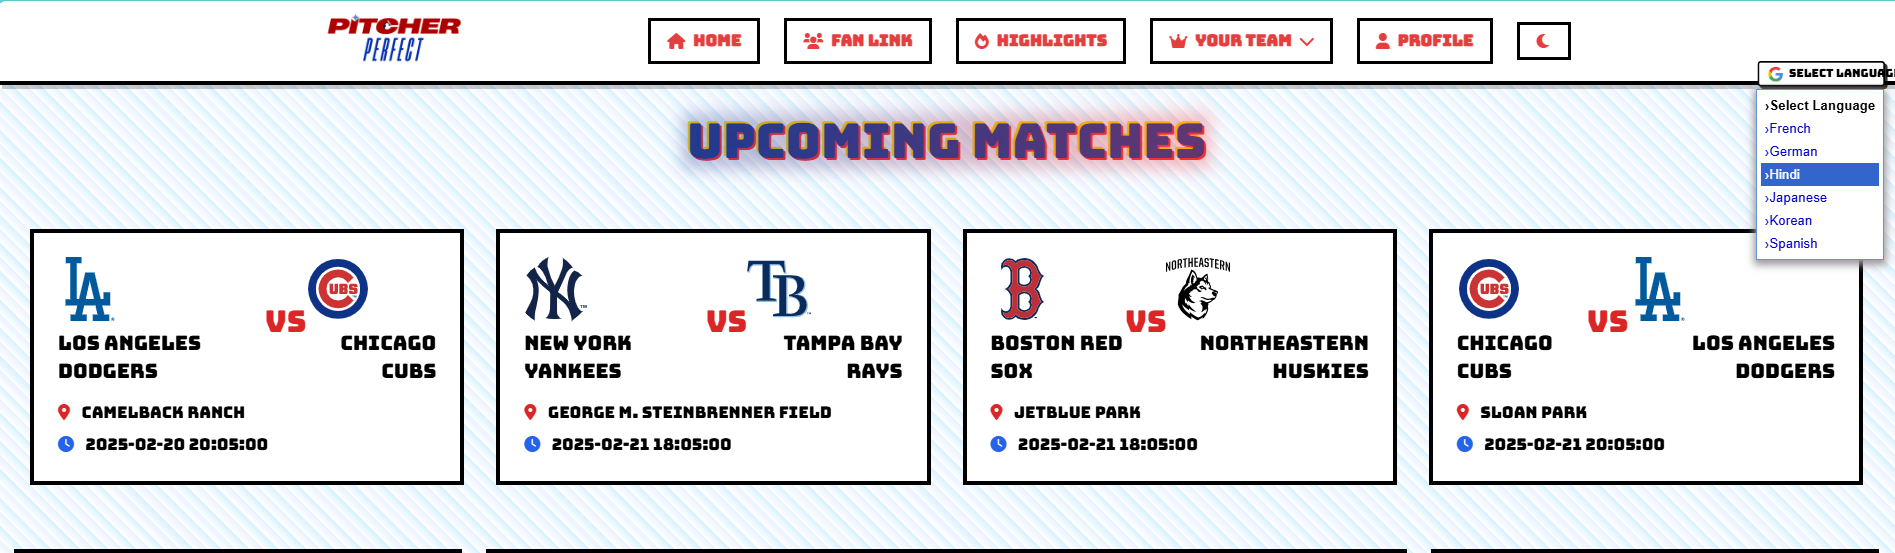 PITCHER
PERFECT
HOME
FAN LINK
HIGHLIGHTS
YOUR TEAM
PROFILE
SELECT LANGUAG
›Select Language
›French
›German
›Hindi
›Japanese
›Korean
›Spanish
UPCOMING MATCHES
LA
VS
CUBS
LOS ANGELES
DODGERS
CHICAGO
CUBS
CAMELBACK RANCH
2025-02-20 20:05:00
NY
VS
TB
NEW YORK
YANKEES
TAMPA BAY
RAYS
GEORGE M. STEINBRENNER FIELD
2025-02-21 18:05:00
B
VS
NORTHEASTERN
BOSTON RED
SOX
NORTHEASTERN
HUSKIES
JETBLUE PARK
2025-02-21 18:05:00
CUBS
VS
LA
CHICAGO
CUBS
LOS ANGELES
DODGERS
SLOAN PARK
2025-02-21 20:05:00